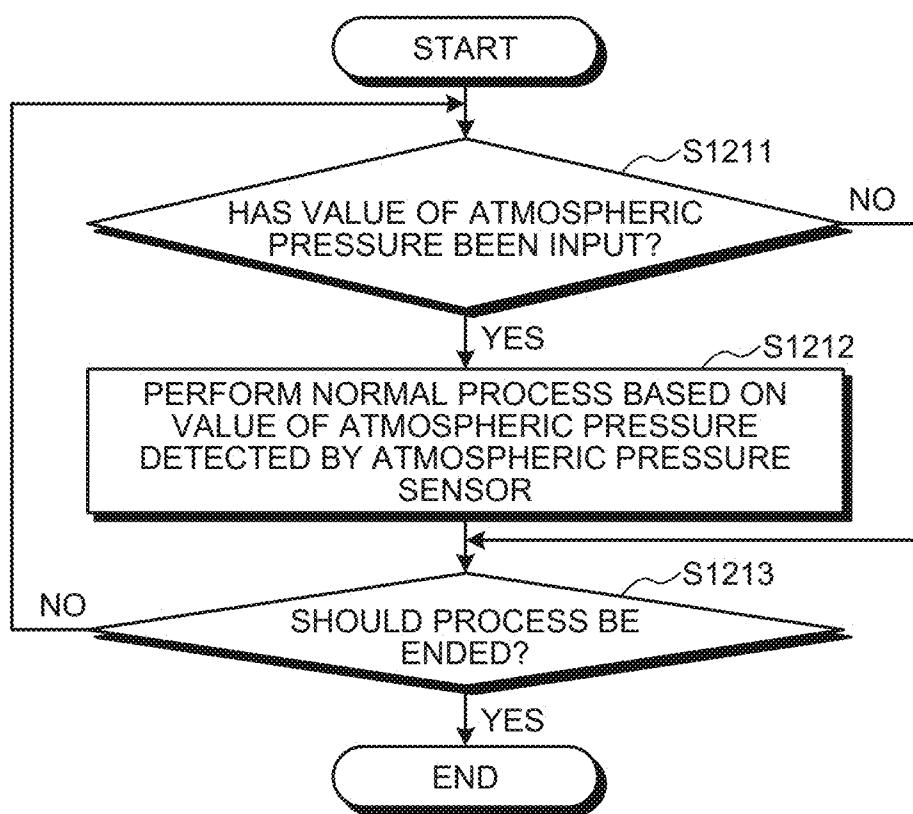 START
S1211
HAS VALUE OF ATMOSPHERIC
PRESSURE BEEN INPUT?
NO
YES
S1212
PERFORM NORMAL PROCESS BASED ON
VALUE OF ATMOSPHERIC PRESSURE
DETECTED BY ATMOSPHERIC PRESSURE
SENSOR
S1213
NO
SHOULD PROCESS BE
ENDED?
YES
END